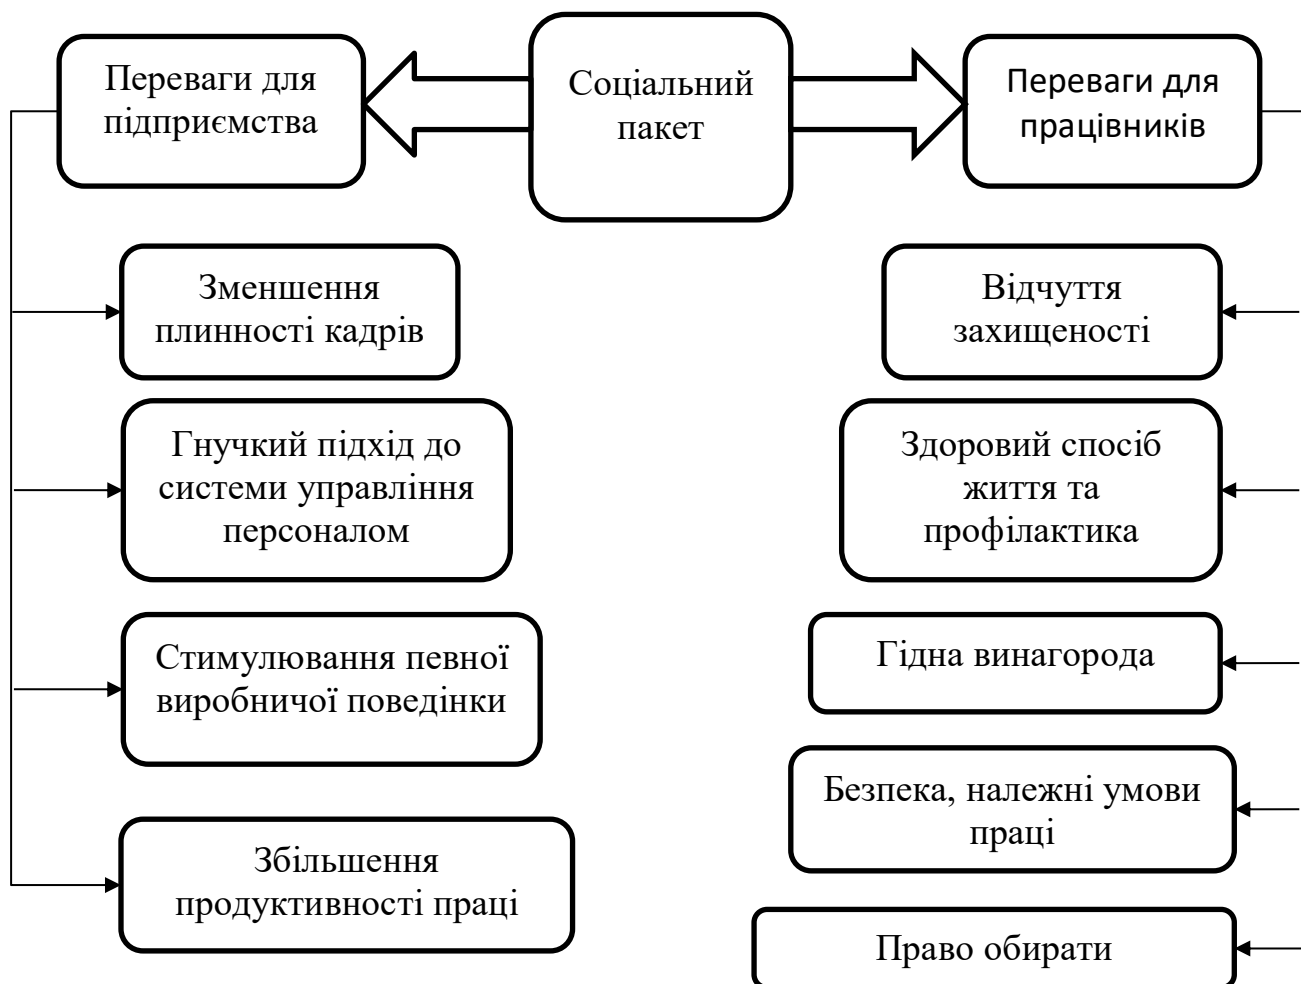 Переваги для
підприємства
Соціальний
пакет
Переваги для
працівників
Зменшення
плинності кадрів
Гнучкий підхід до
системи управління
персоналом
Стимулювання певної
виробничої поведінки
Збільшення
продуктивності праці
Відчуття
захищеності
Здоровий спосіб
життя та
профілактика
Гідна винагорода
Безпека, належні умови
праці
Право обирати